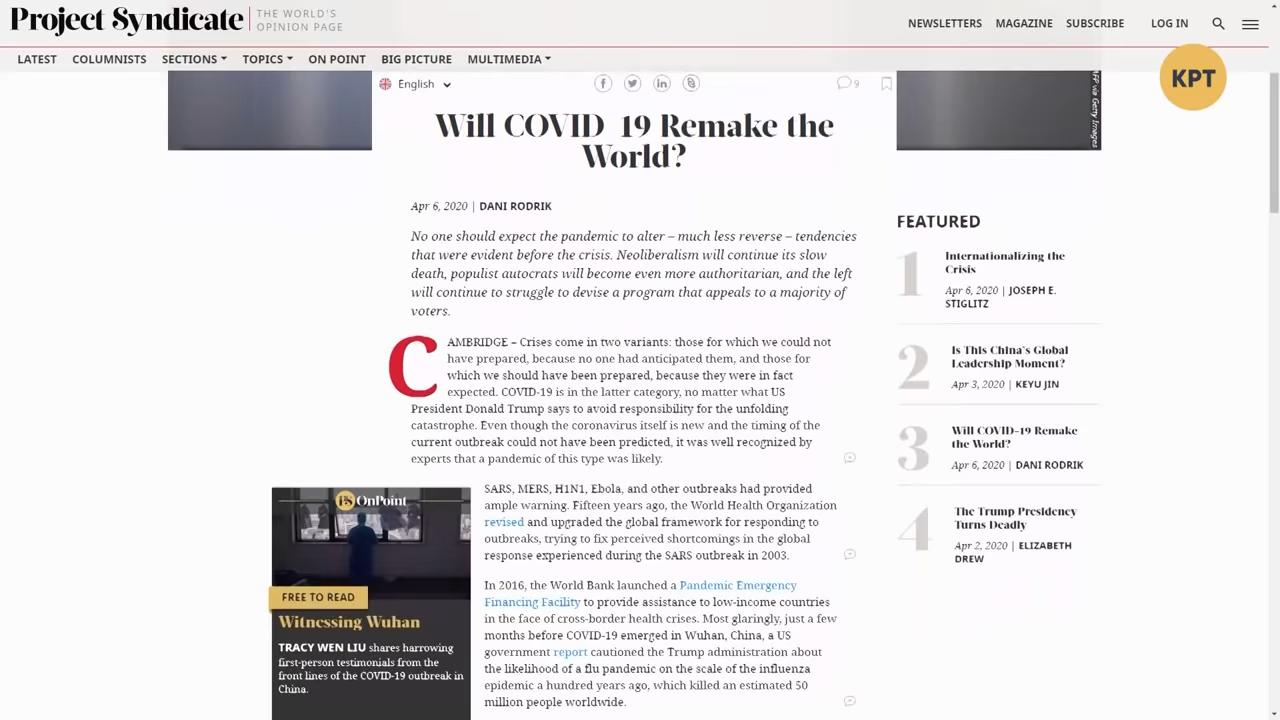 Project Syndicate
THE WORLD'S
OPINION PAGE
NEWSLETTERS MAGAZINE SUBSCRIBE LOG IN
LATEST COLUMNISTS SECTIONS TOPICS ON POINT BIG PICTURE MULTIMEDIA
KPT
English
9
AFP via Getty Images
Will COVID-19 Remake the
World?
Apr 6, 2020 | DANI RODRIK
No one should expect the pandemic to alter – much less reverse – tendencies
that were evident before the crisis. Neoliberalism will continue its slow
death, populist autocrats will become even more authoritarian, and the left
will continue to struggle to devise a program that appeals to a majority of
voters.
CAMBRIDGE – Crises come in two variants: those for which we could not
have prepared, because no one had anticipated them, and those for
which we should have been prepared, because they were in fact
expected. COVID-19 is in the latter category, no matter what US
President Donald Trump says to avoid responsibility for the unfolding
catastrophe. Even though the coronavirus itself is new and the timing of the
current outbreak could not have been predicted, it was well recognized by
experts that a pandemic of this type was likely.
SARS, MERS, H1N1, Ebola, and other outbreaks had provided
ample warning. Fifteen years ago, the World Health Organization
revised and upgraded the global framework for responding to
outbreaks, trying to fix perceived shortcomings in the global
response experienced during the SARS outbreak in 2003.
In 2016, the World Bank launched a Pandemic Emergency
Financing Facility to provide assistance to low-income countries
in the face of cross-border health crises. Most glaringly, just a few
months before COVID-19 emerged in Wuhan, China, a US
government report cautioned the Trump administration about
the likelihood of a flu pandemic on the scale of the influenza
epidemic a hundred years ago, which killed an estimated 50
million people worldwide.
PS OnPoint
FREE TO READ
Witnessing Wuhan
TRACY WEN LIU shares harrowing
first-person testimonials from the
front lines of the COVID-19 outbreak in
China.
FEATURED
1
Internationalizing the
Crisis
Apr 6, 2020 | JOSEPH E.
STIGLITZ
2
Is This China's Global
Leadership Moment?
Apr 3, 2020 | KEYU JIN
3
Will COVID-19 Remake
the World?
Apr 6, 2020 | DANI RODRIK
4
The Trump Presidency
Turns Deadly
Apr 2, 2020 | ELIZABETH
DREW